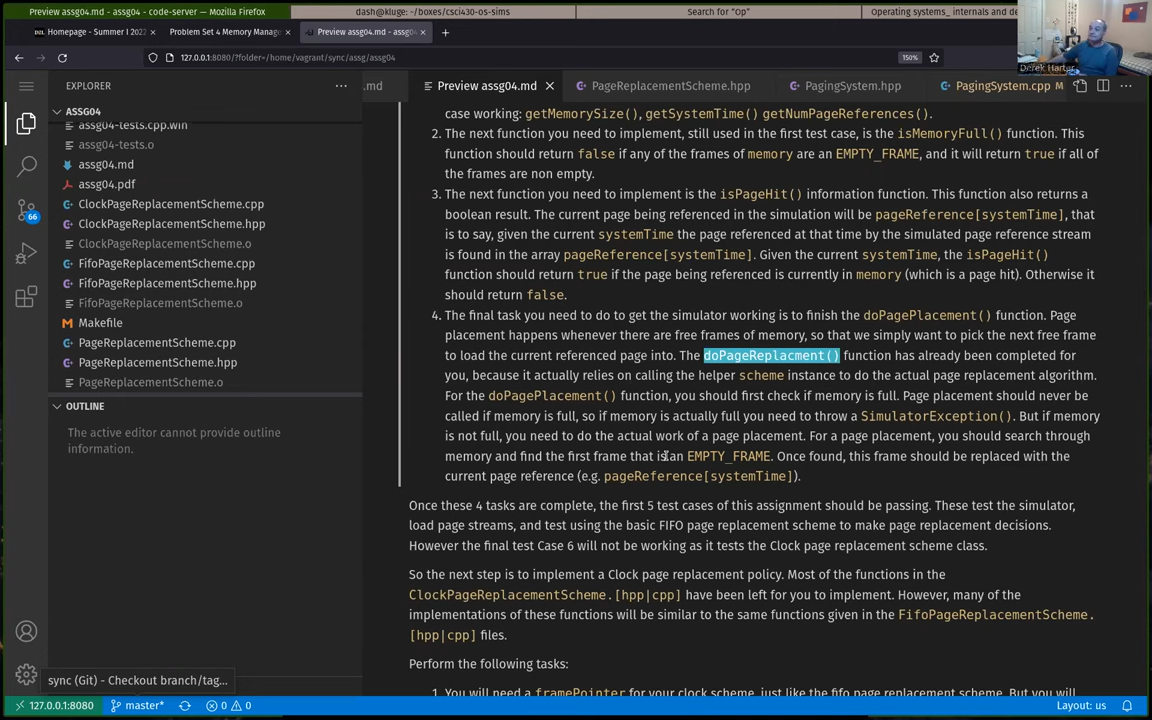 Preview assg04.md - assg04 - code-server — Mozilla Firefox
dash@kluge: ~/boxes/csci430-os-sims
Search for "Op"
Operating systems_ internals and de
Homepage - Summer I 202
Problem Set 4 Memory Manage
Preview assg04.md - assg04
127.0.0.1:8080/?folder=/home/vagrant/sync/assg/assg04
150%
Derek Harter
EXPLORER
.md
Preview assg04.md
PageReplacementScheme.hpp
PagingSystem.hpp
PagingSystem.cpp M
ASSG04
assg04-tests.cpp.win
assg04-tests.o
assg04.md
assg04.pdf
ClockPageReplacementScheme.cpp
ClockPageReplacementScheme.hpp
ClockPageReplacementScheme.o
FifoPageReplacementScheme.cpp
FifoPageReplacementScheme.hpp
FifoPageReplacementScheme.o
Makefile
PageReplacementScheme.cpp
PageReplacementScheme.hpp
PageReplacementScheme.o
OUTLINE
The active editor cannot provide outline
information.
66
case working: getMemorySize(), getSystemTime() getNumPageReferences().
2. The next function you need to implement, still used in the first test case, is the isMemoryFull() function. This
function should return false if any of the frames of memory are an EMPTY_FRAME, and it will return true if all of
the frames are non empty.
3. The next function you need to implement is the isPageHit() information function. This function also returns a
boolean result. The current page being referenced in the simulation will be pageReference[systemTime], that
is to say, given the current systemTime the page referenced at that time by the simulated page reference stream
is found in the array pageReference[systemTime]. Given the current systemTime, the isPageHit()
function should return true if the page being referenced is currently in memory (which is a page hit). Otherwise it
should return false.
4. The final task you need to do to get the simulator working is to finish the doPagePlacement() function. Page
placement happens whenever there are free frames of memory, so that we simply want to pick the next free frame
to load the current referenced page into. The doPageReplacment() function has already been completed for
you, because it actually relies on calling the helper scheme instance to do the actual page replacement algorithm.
For the doPagePlacement() function, you should first check if memory is full. Page placement should never be
called if memory is full, so if memory is actually full you need to throw a SimulatorException(). But if memory
is not full, you need to do the actual work of a page placement. For a page placement, you should search through
memory and find the first frame that is an EMPTY_FRAME. Once found, this frame should be replaced with the
current page reference (e.g. pageReference[systemTime]).
Once these 4 tasks are complete, the first 5 test cases of this assignment should be passing. These test the simulator,
load page streams, and test using the basic FIFO page replacement scheme to make page replacement decisions.
However the final test Case 6 will not be working as it tests the Clock page replacement scheme class.
So the next step is to implement a Clock page replacement policy. Most of the functions in the
ClockPageReplacementScheme.[hpp|cpp] have been left for you to implement. However, many of the
implementations of these functions will be similar to the same functions given in the FifoPageReplacementScheme.
[hpp|cpp] files.
Perform the following tasks:
1. You will need a framePointer for your clock scheme, just like the fifo page replacement scheme. But you will
sync (Git) - Checkout branch/tag...
127.0.0.1:8080
master*
0 0
Layout: us